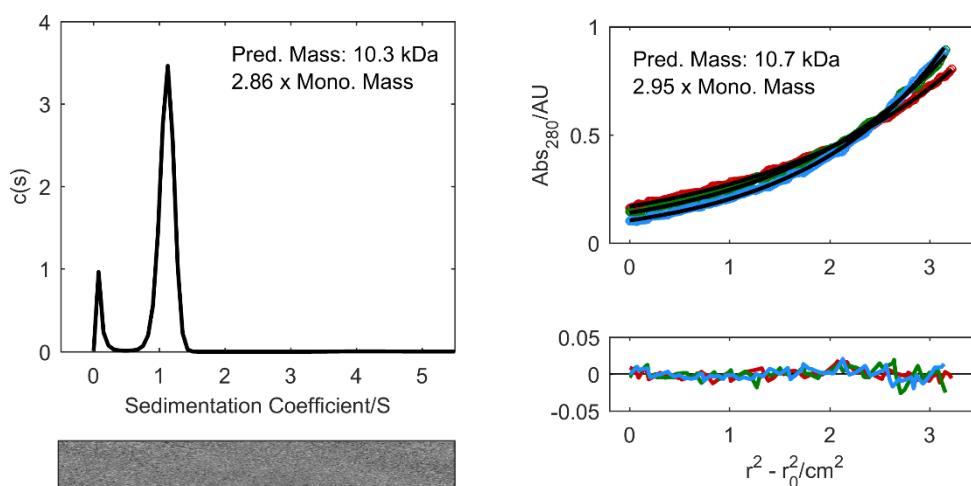 4
3
2
1
0
c(s)
Pred. Mass: 10.3 kDa
2.86 x Mono. Mass
0 1 2 3 4 5
Sedimentation Coefficient/S
1
0.5
0
Abs280/AU
Pred. Mass: 10.7 kDa
2.95 x Mono. Mass
0 1 2 3
0.05
0
-0.05
0 1 2 3
r² - r₀²/cm²